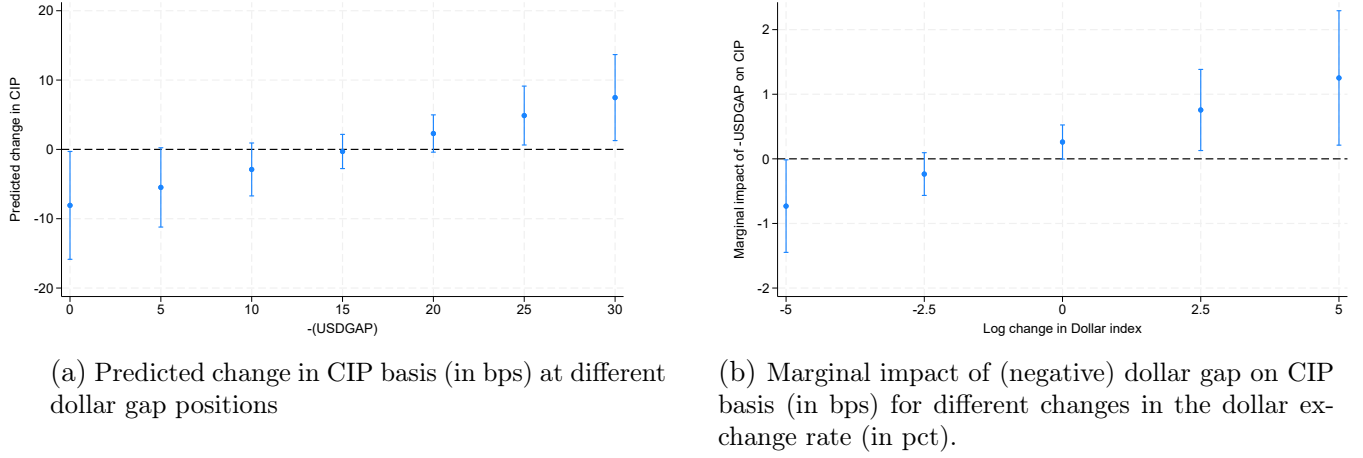 20
10
0
-10
-20
Predicted change in CIP
0 5 10 15 20 25 30
-(USDGAP)
(a) Predicted change in CIP basis (in bps) at different
dollar gap positions
2
1
0
-1
-2
Marginal impact of -USDGAP on CIP
-5 -2.5 0 2.5 5
Log change in Dollar index
(b) Marginal impact of (negative) dollar gap on CIP
basis (in bps) for different changes in the dollar ex-
change rate (in pct).